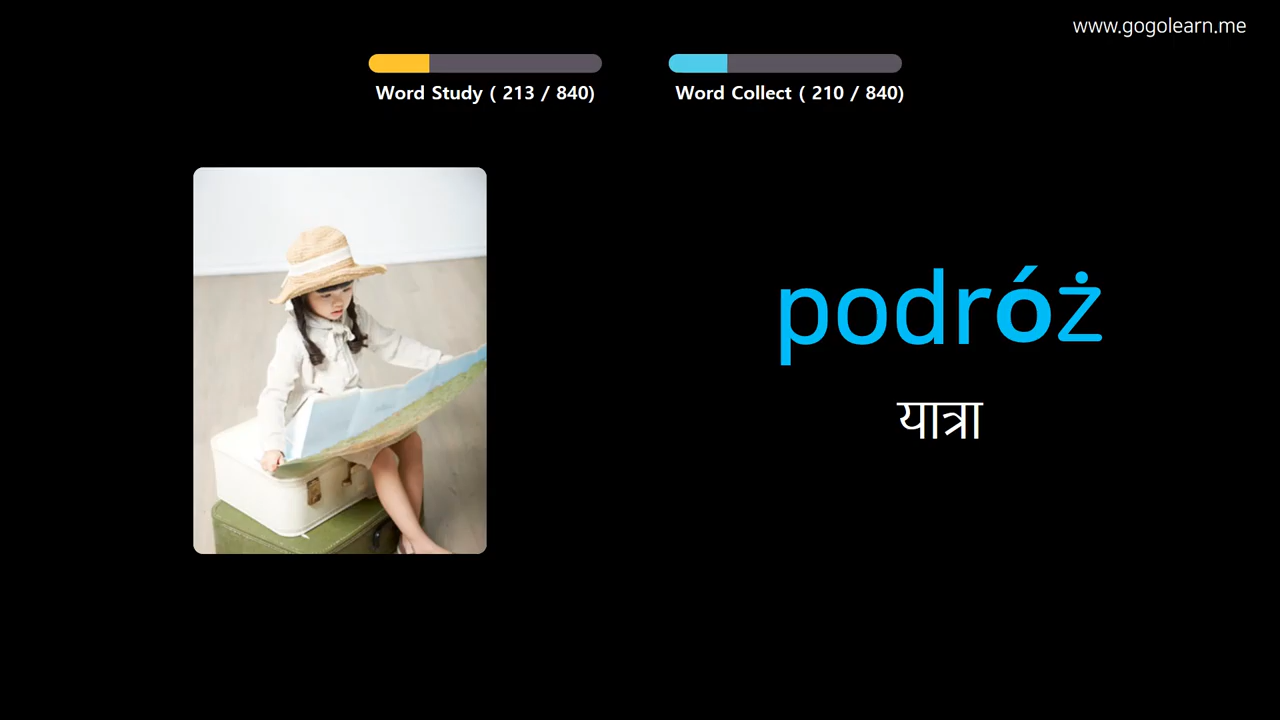 www.gogolearn.me
Word Study ( 213 / 840)
Word Collect ( 210 / 840)
podróż
यात्रा